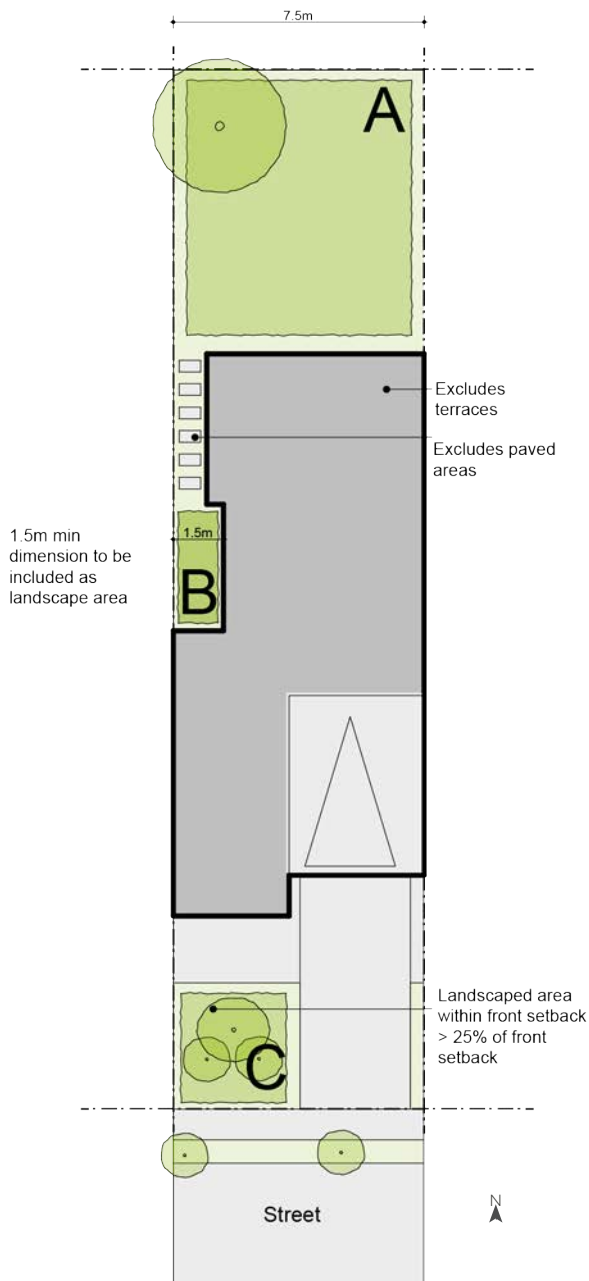 7.5m
A
Excludes
terraces
Excludes paved
areas
1.5m min
dimension to be
included as
landscape area
1.5m
B
Landscaped area
within front setback
> 25% of front
setback
C
N
Street